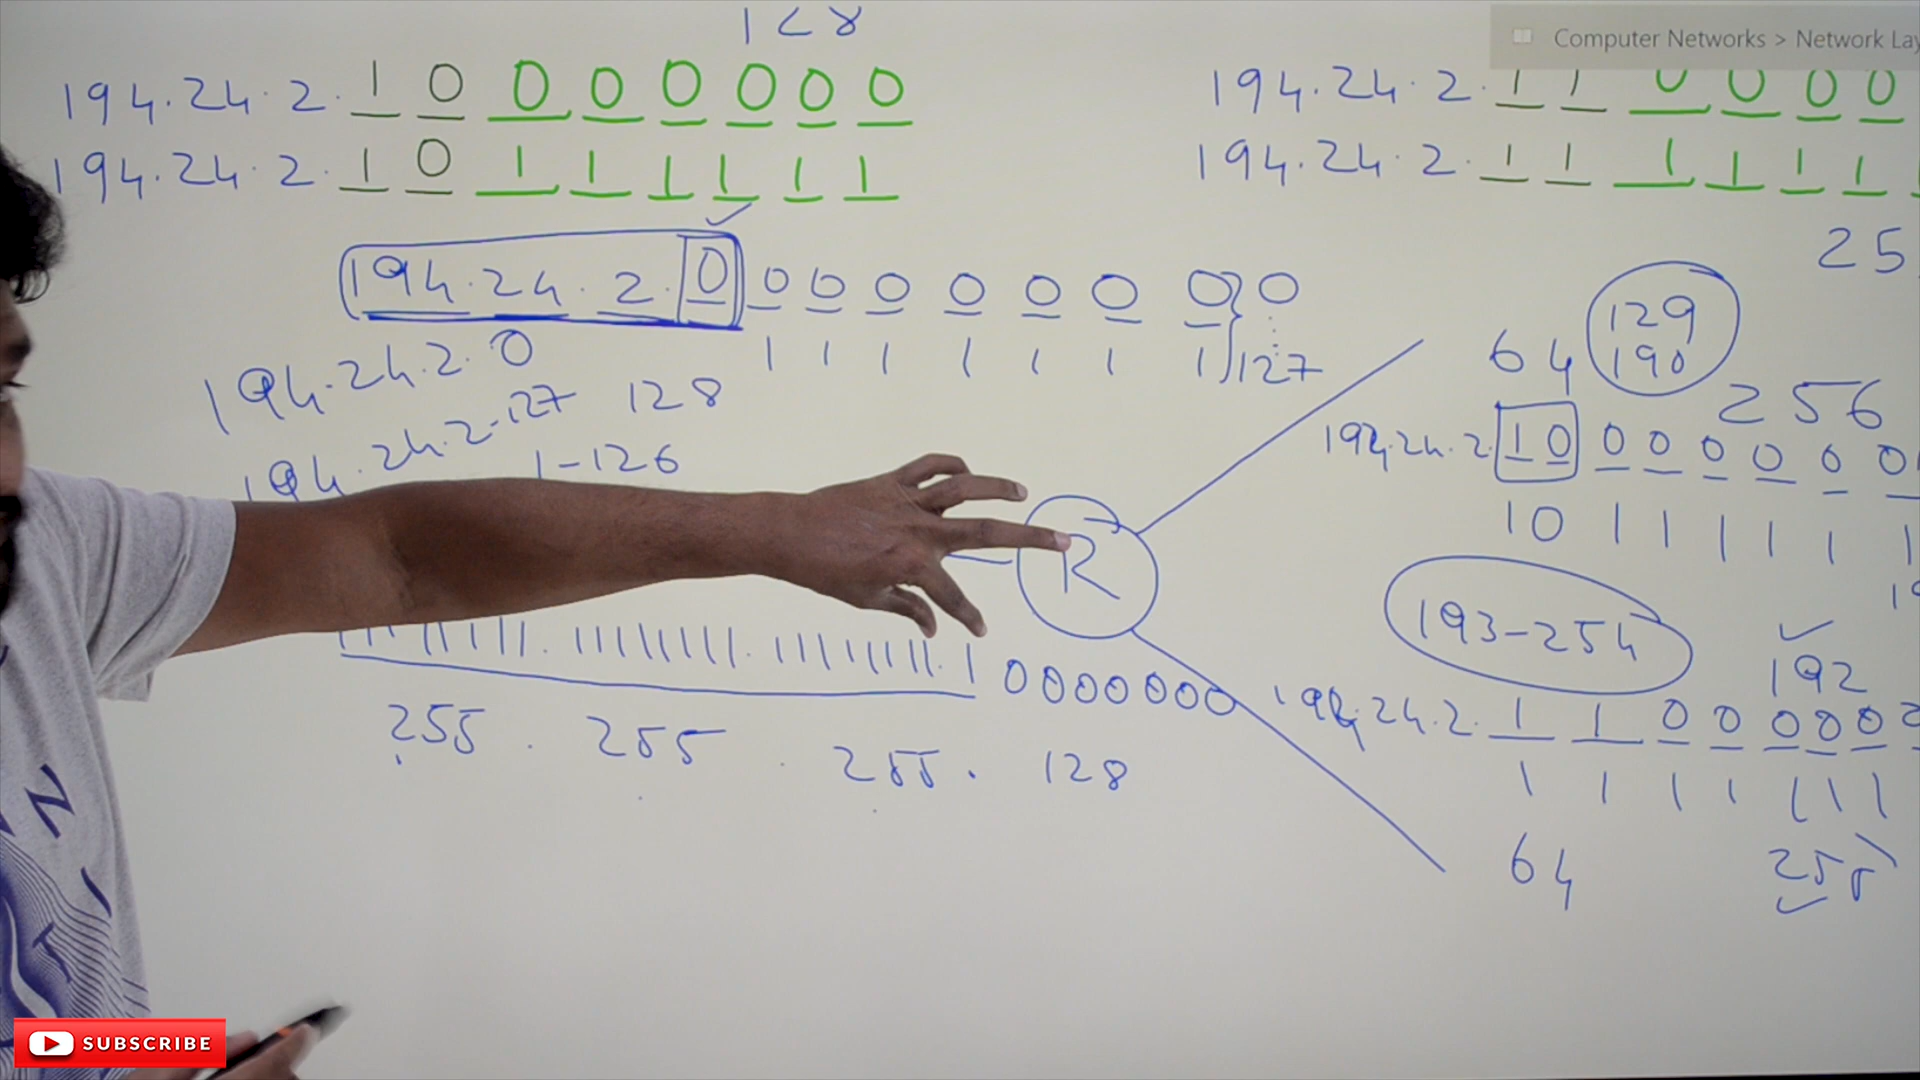 128
Computer Networks > Network Lay
194.24.2.1 0 0 0 0 0 0 0
194.24.2.1 1 0 0 0 0
194.24.2.1 0 1 1 1 1 1 1
194.24.2.1 1 1 1 1 1
25
194.24.2.0 0 0 0 0 0 0 0 } 0
1 1 1 1 1 1 1 } 127
194.24.2.0
194.24.2.127 128
194.
1-126
129
190
64
256
194.24.2.1 0 0 0 0 0 0 0
10 1 1 1 1 1 1
R
193-254
192
11111111.11111111.1 0000000
255 . 255 . 255 . 128
194.24.2.1 1 0 0 0 0 0
1 1 1 1 1 1 1
64
255
SUBSCRIBE